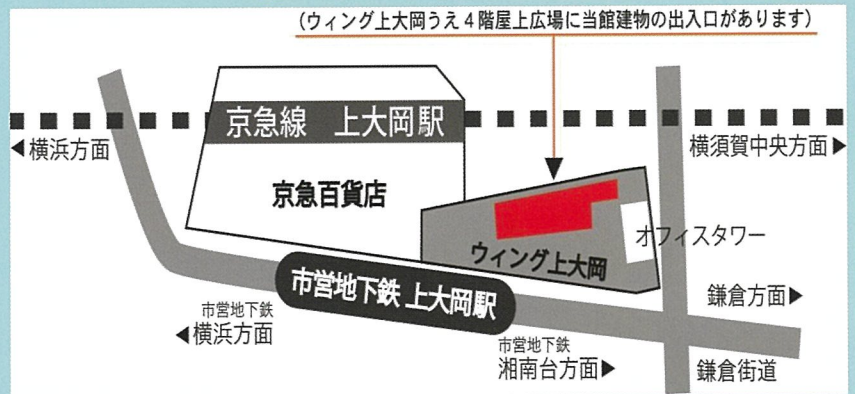 （ウィング上大岡うえ４階屋上広場に当館建物の出入口があります）
京急線　上大岡駅
◀横浜方面
横須賀中央方面▶
京急百貨店
オフィスタワー
ウィング上大岡
市営地下鉄 上大岡駅
鎌倉方面▶
市営地下鉄
◀横浜方面
市営地下鉄
湘南台方面▶
鎌倉街道